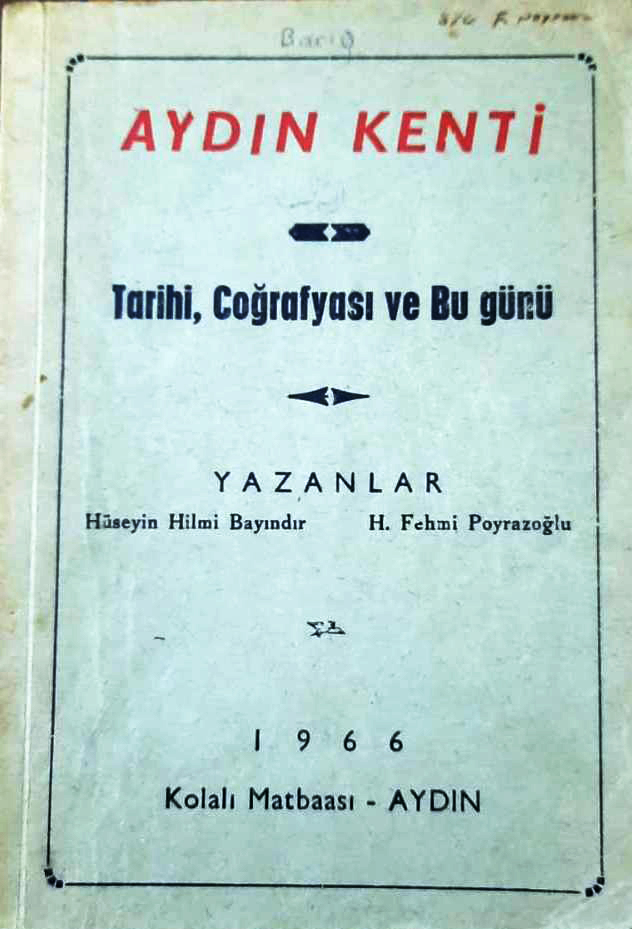 Barış
AYDIN KENTİ
Tarihi, Coğrafyası ve Bu günü
YAZANLAR
Hüseyin Hilmi Bayındır H. Fehmi Poyrazoğlu
1966
Kolalı Matbaası - AYDIN